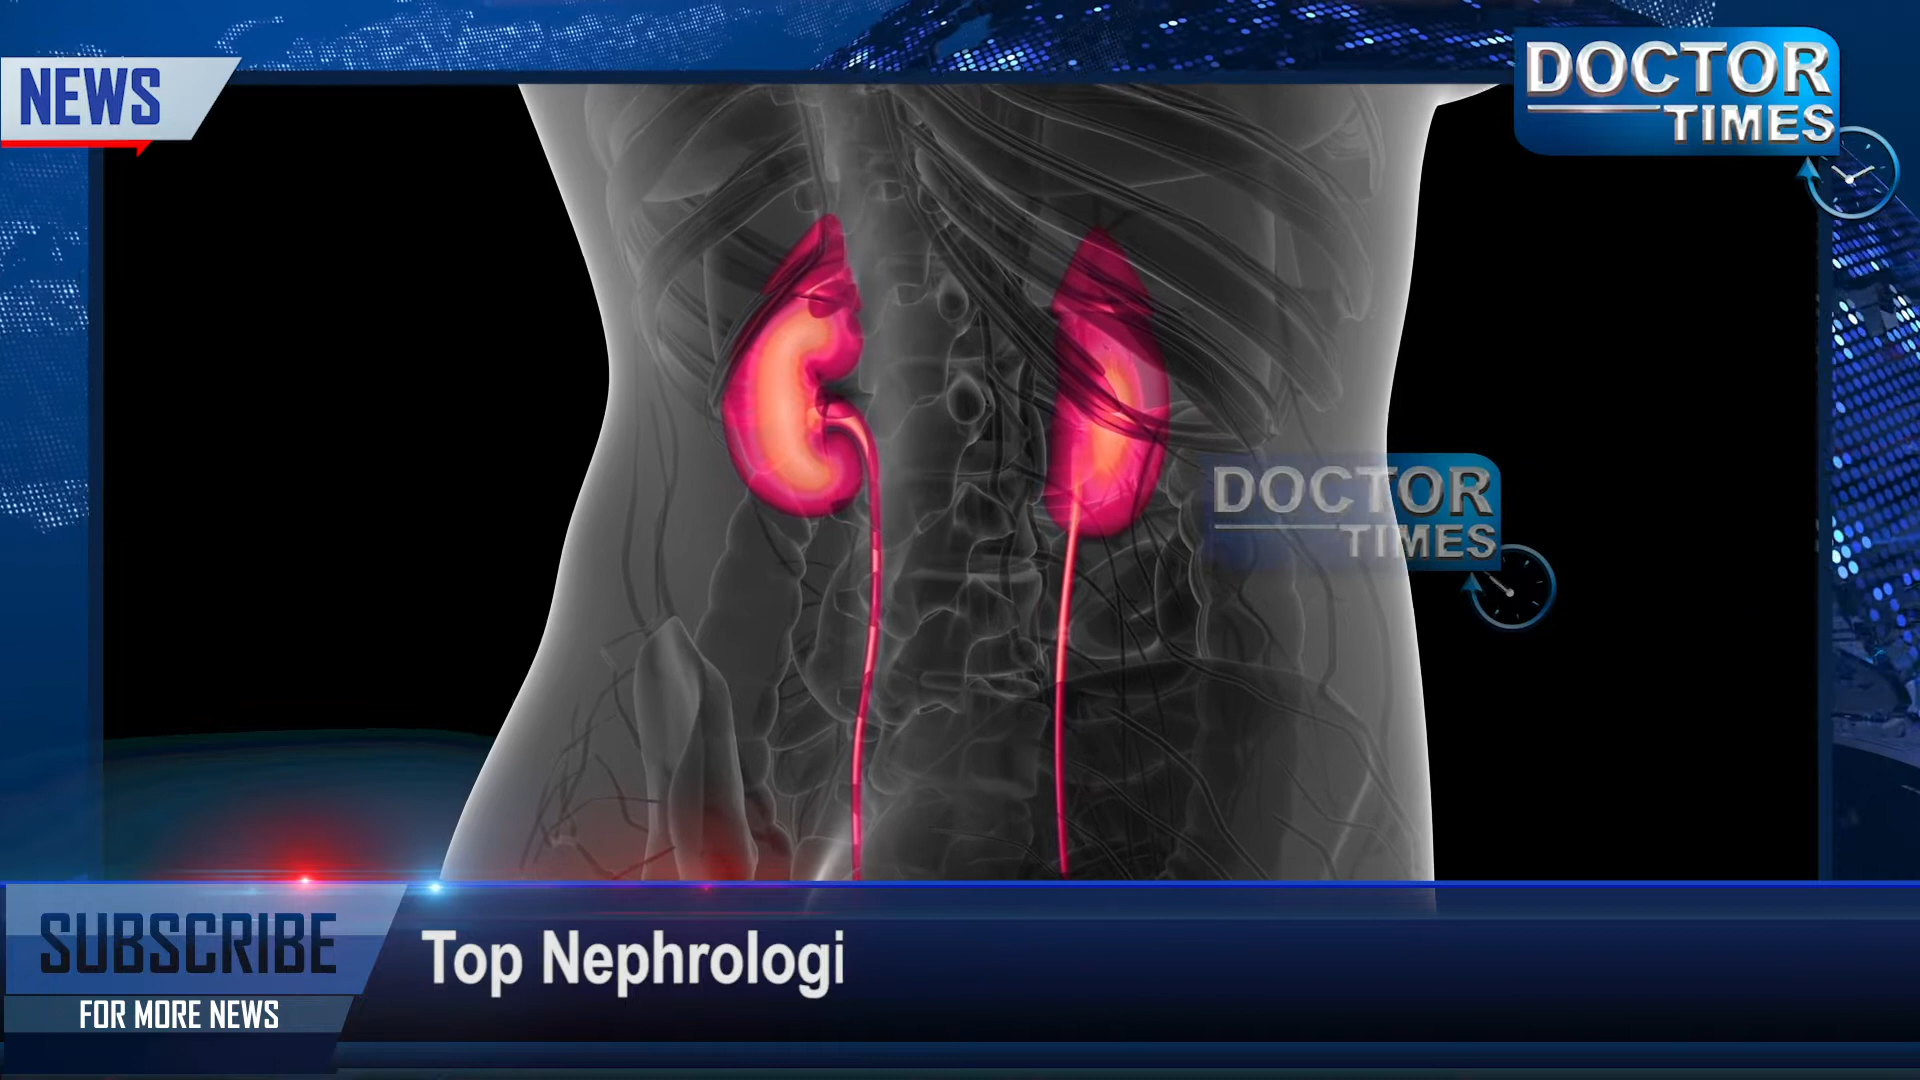 NEWS
DOCTOR
TIMES
DOCTOR
TIMES
SUBSCRIBE
FOR MORE NEWS
Top Nephrologi